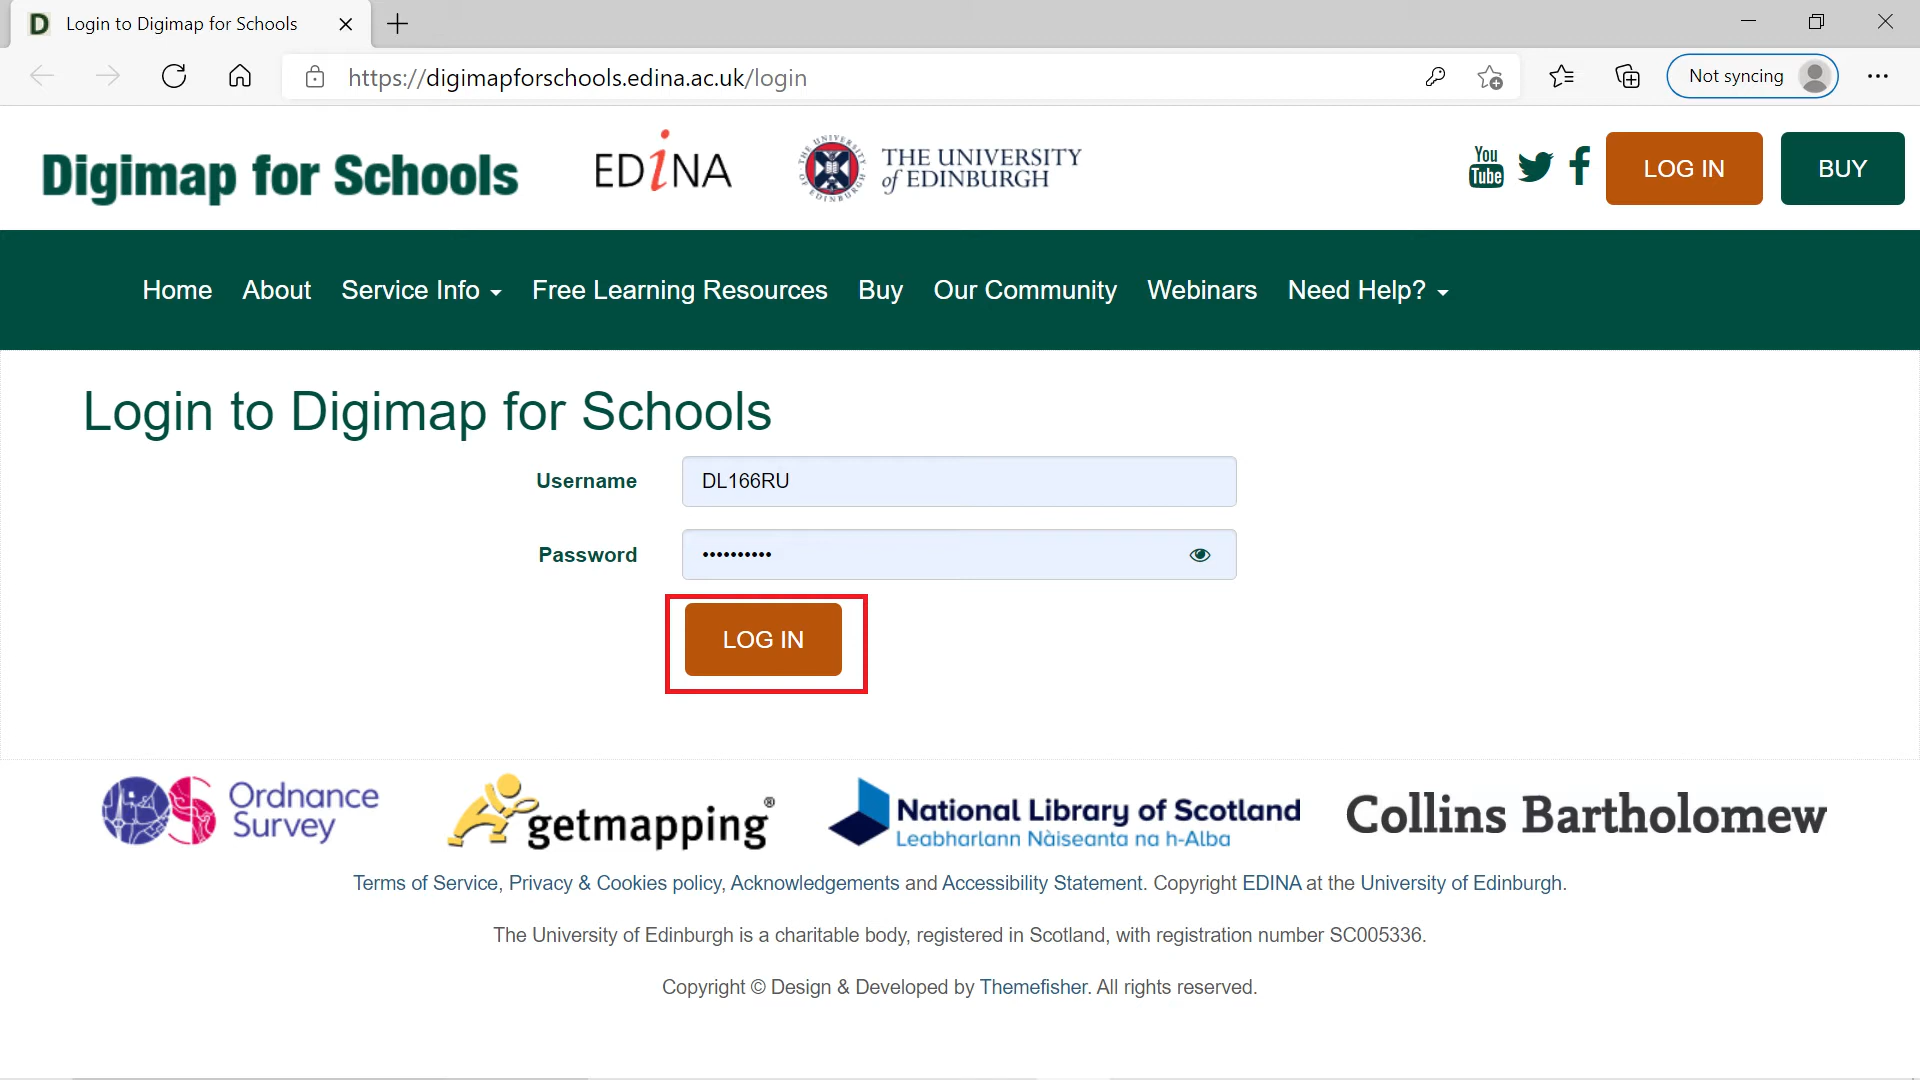 Login to Digimap for Schools
https://digimapforschools.edina.ac.uk/login
Not syncing
Digimap for Schools
EDINA
THE UNIVERSITY
of EDINBURGH
You
Tube
LOG IN
BUY
Home
About
Service Info
Free Learning Resources
Buy
Our Community
Webinars
Need Help?
Login to Digimap for Schools
Username
DL166RU
Password
••••••••••
LOG IN
Ordnance
Survey
getmapping®
National Library of Scotland
Leabharlann Nàiseanta na h-Alba
Collins Bartholomew
Terms of Service, Privacy & Cookies policy, Acknowledgements and Accessibility Statement. Copyright EDINA at the University of Edinburgh.
The University of Edinburgh is a charitable body, registered in Scotland, with registration number SC005336.
Copyright © Design & Developed by Themefisher. All rights reserved.